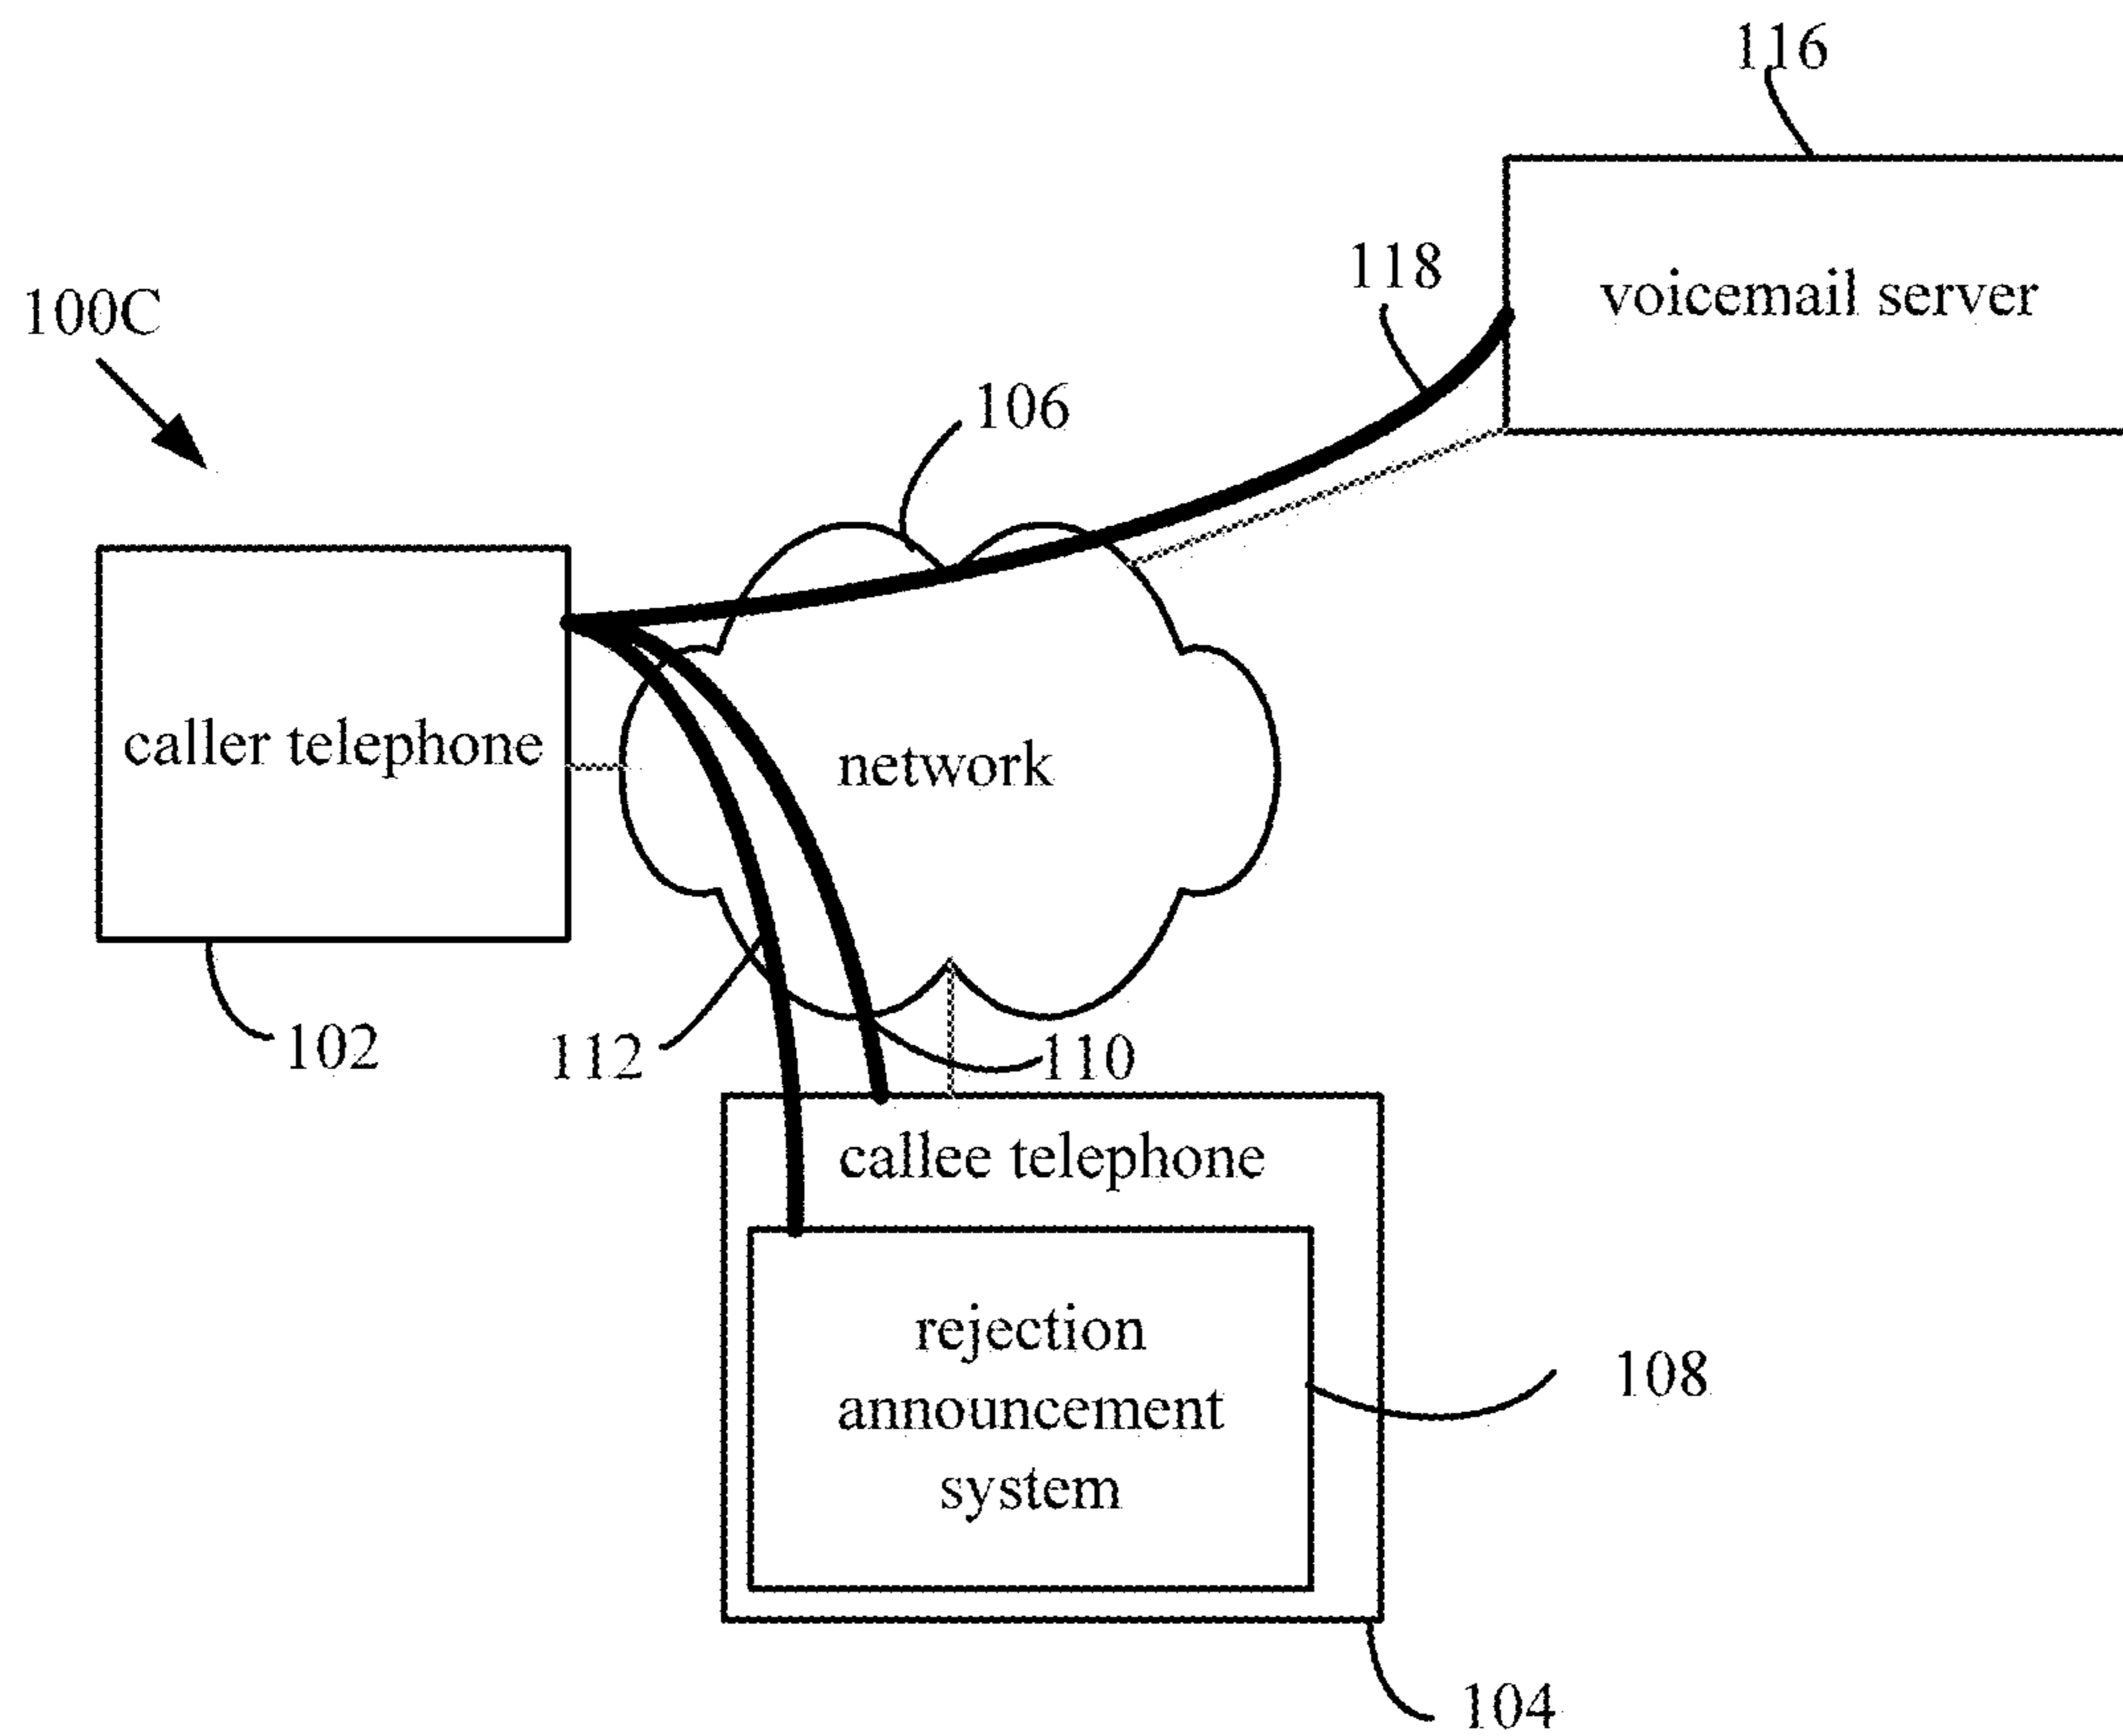 116
118
voicemail server
100C
106
caller telephone
network
102
112
110
callee telephone
rejection
announcement
system
108
104